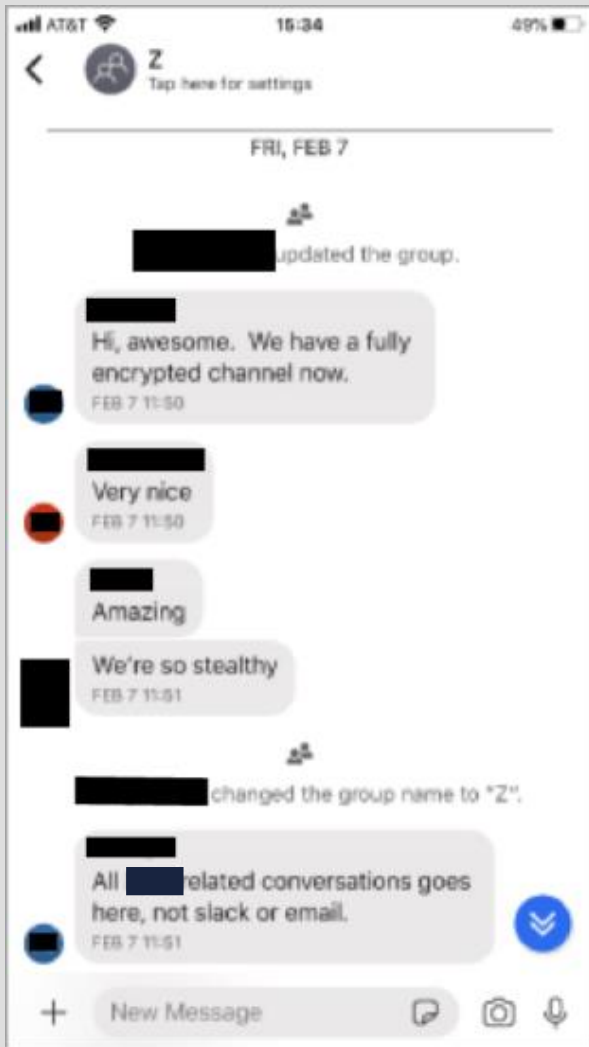 AT&T 15:34 49%
Z
Tap here for settings
FRI, FEB 7
updated the group.
Hi, awesome. We have a fully
encrypted channel now.
FEB 7 11:50
Very nice
FEB 7 11:50
Amazing
We're so stealthy
FEB 7 11:51
changed the group name to "Z".
All related conversations goes
here, not slack or email.
FEB 7 11:51
New Message